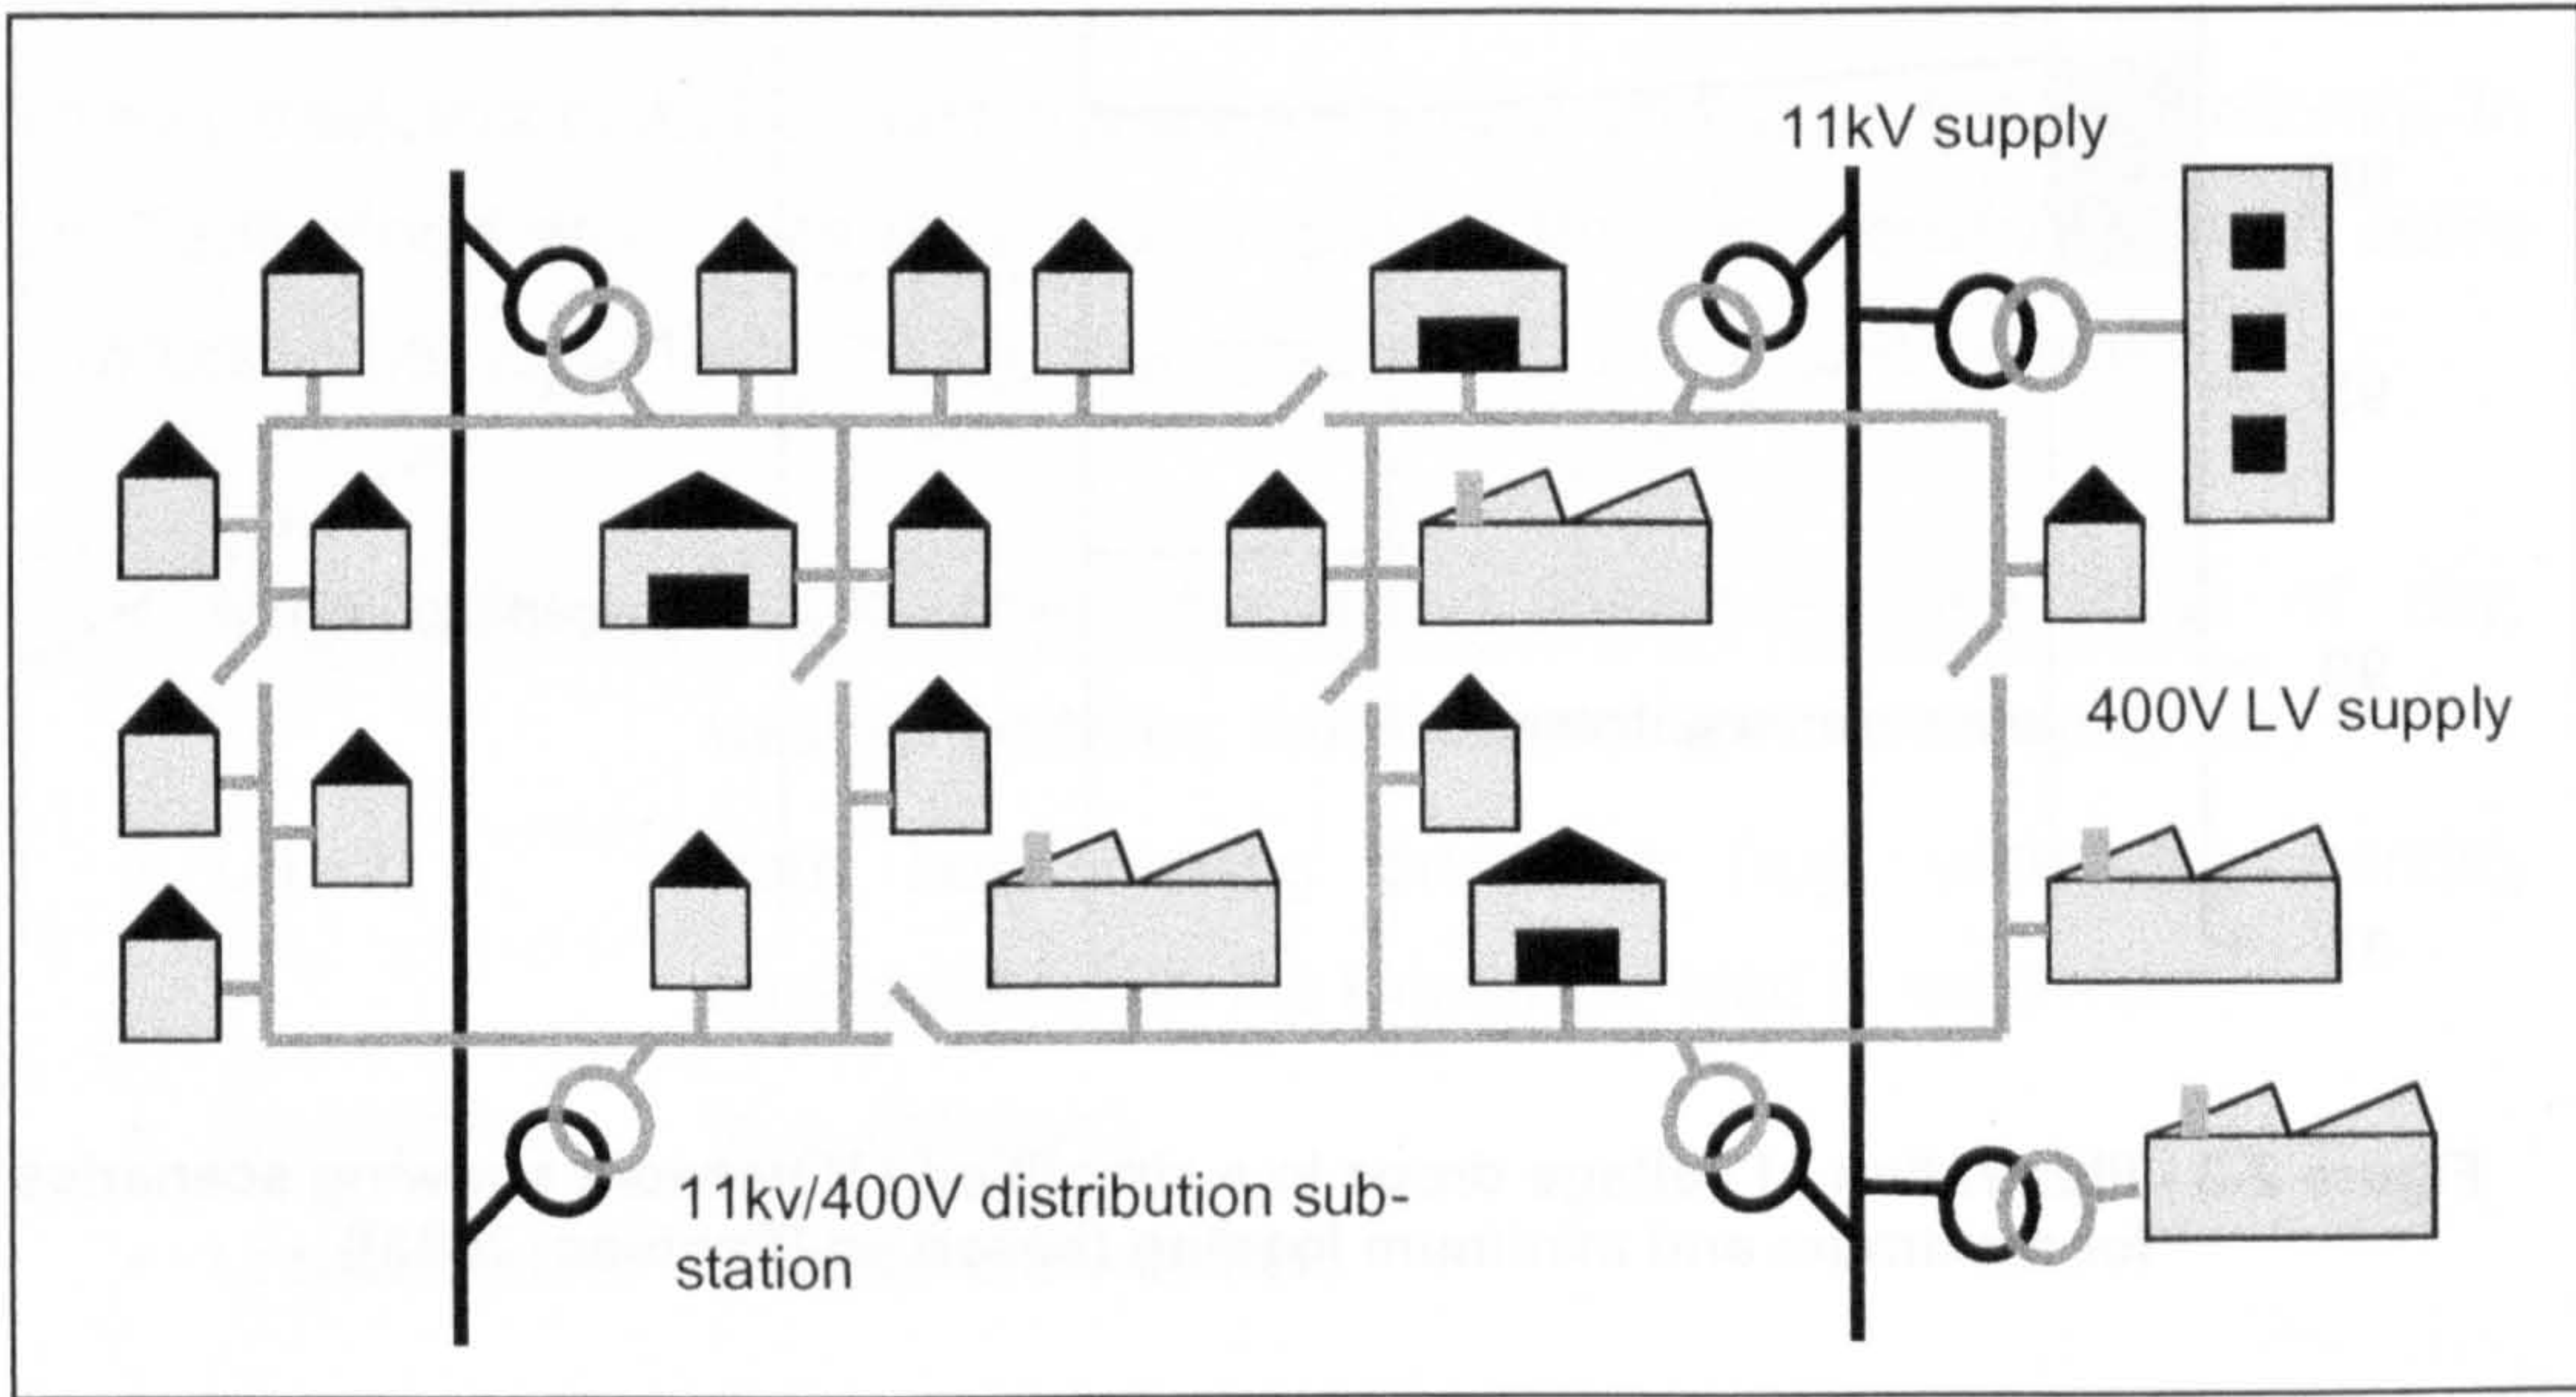 11kV supply
400V LV supply
11kv/400V distribution sub-
station